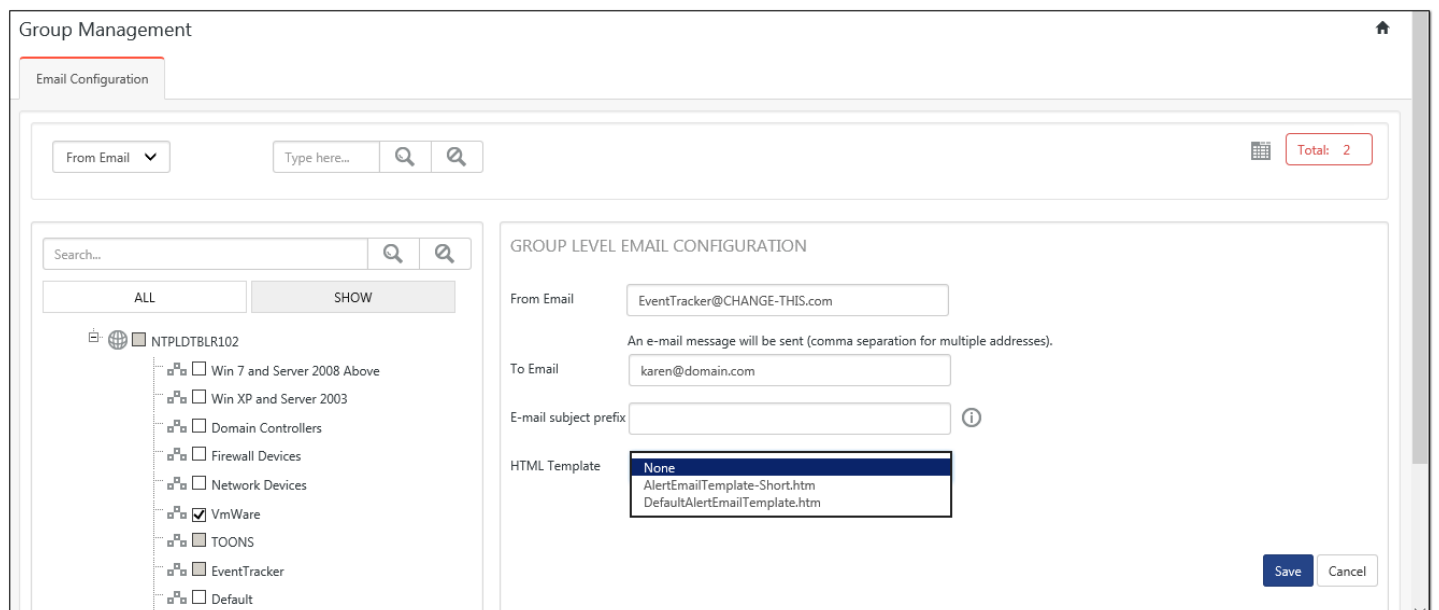 Group Management
Email Configuration
From Email
Type here...
Total: 2
Search...
ALL
SHOW
NTPLDTBLR102
Win 7 and Server 2008 Above
Win XP and Server 2003
Domain Controllers
Firewall Devices
Network Devices
VmWare
TOONS
EventTracker
Default
GROUP LEVEL EMAIL CONFIGURATION
From Email
EventTracker@CHANGE-THIS.com
An e-mail message will be sent (comma separation for multiple addresses).
To Email
karen@domain.com
E-mail subject prefix
HTML Template
None
AlertEmailTemplate-Short.htm
DefaultAlertEmailTemplate.htm
Save
Cancel